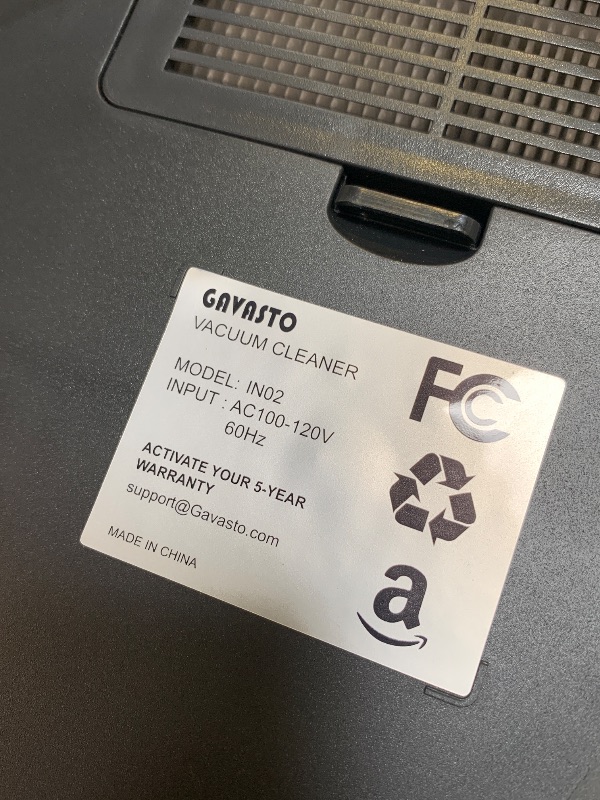 GAVASTO
VACUUM CLEANER
MODEL: IN02
INPUT : AC100-120V
60Hz
ACTIVATE YOUR 5-YEAR
WARRANTY
support@Gavasto.com
MADE IN CHINA
FC
a